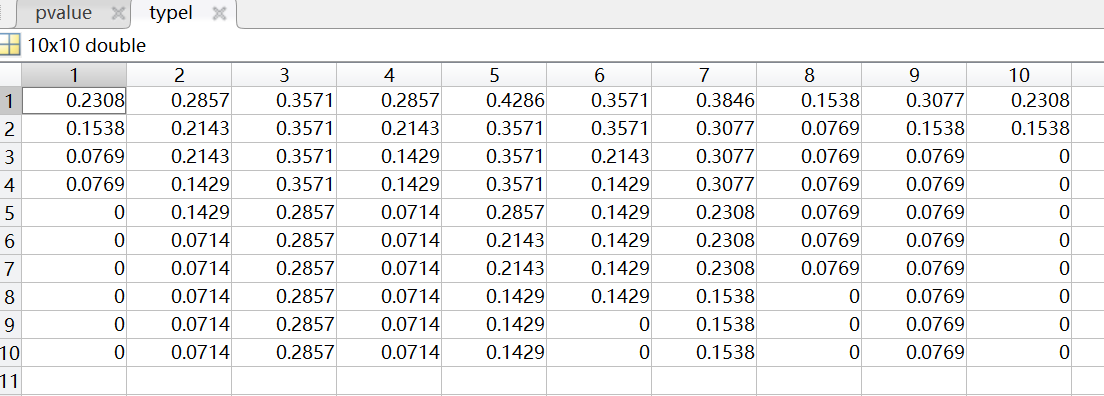 pvalue typeI
10x10 double
1 2 3 4 5 6 7 8 9 10
1 0.2308 0.2857 0.3571 0.2857 0.4286 0.3571 0.3846 0.1538 0.3077 0.2308
2 0.1538 0.2143 0.3571 0.2143 0.3571 0.3571 0.3077 0.0769 0.1538 0.1538
3 0.0769 0.2143 0.3571 0.1429 0.3571 0.2143 0.3077 0.0769 0.0769 0
4 0.0769 0.1429 0.3571 0.1429 0.3571 0.1429 0.3077 0.0769 0.0769 0
5 0 0.1429 0.2857 0.0714 0.2857 0.1429 0.2308 0.0769 0.0769 0
6 0 0.0714 0.2857 0.0714 0.2143 0.1429 0.2308 0.0769 0.0769 0
7 0 0.0714 0.2857 0.0714 0.2143 0.1429 0.2308 0.0769 0.0769 0
8 0 0.0714 0.2857 0.0714 0.1429 0.1429 0.1538 0 0.0769 0
9 0 0.0714 0.2857 0.0714 0.1429 0 0.1538 0 0.0769 0
10 0 0.0714 0.2857 0.0714 0.1429 0 0.1538 0 0.0769 0
11